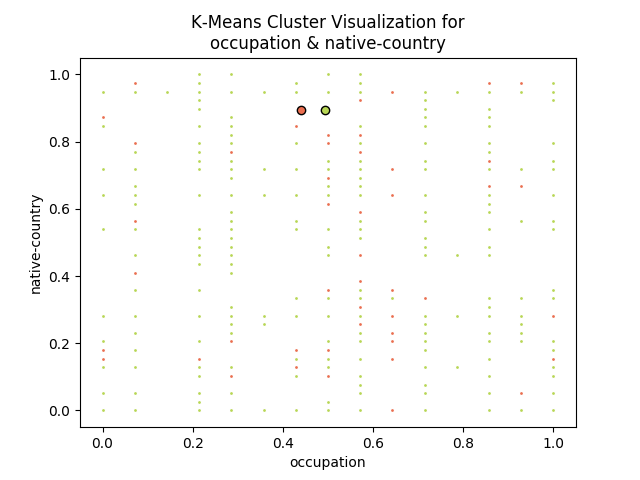 K-Means Cluster Visualization for
occupation & native-country
1.0
0.8
0.6
0.4
0.2
0.0
native-country
0.0 0.2 0.4 0.6 0.8 1.0
occupation